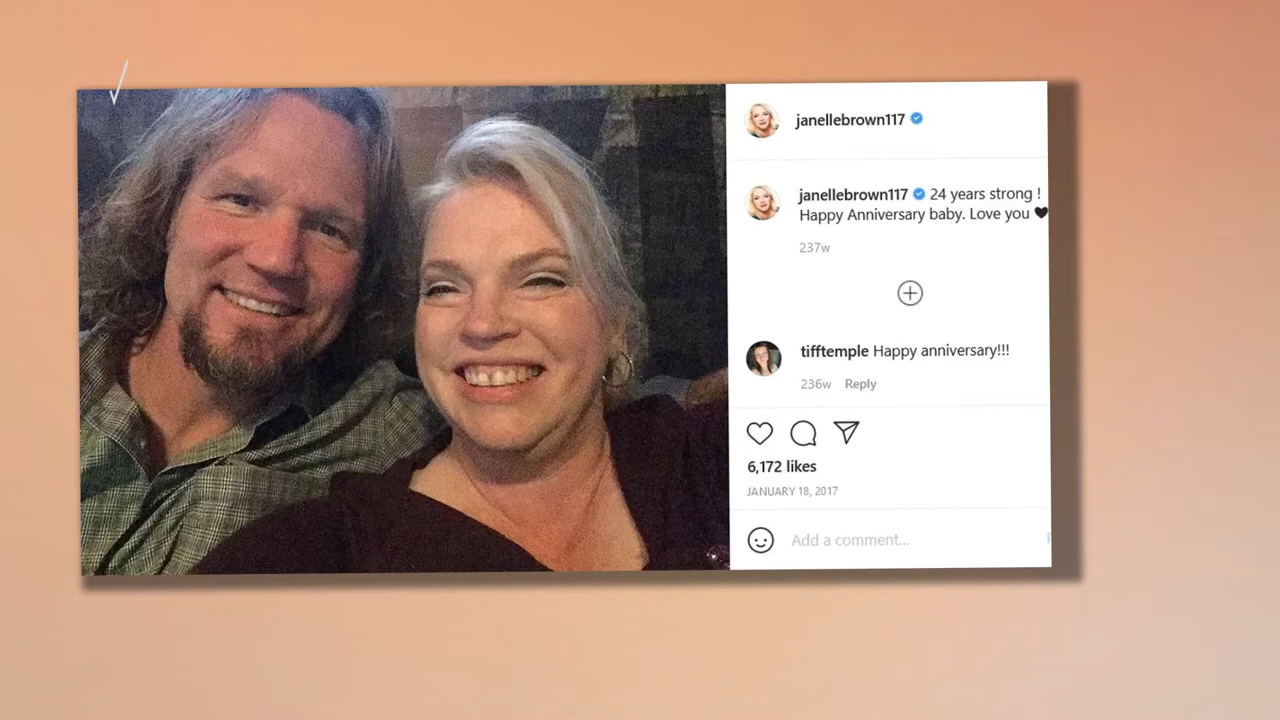 janellebrown117
janellebrown117 24 years strong !
Happy Anniversary baby. Love you 🖤
237w
tifftemple Happy anniversary!!!
236w Reply
6,172 likes
JANUARY 18, 2017
Add a comment...